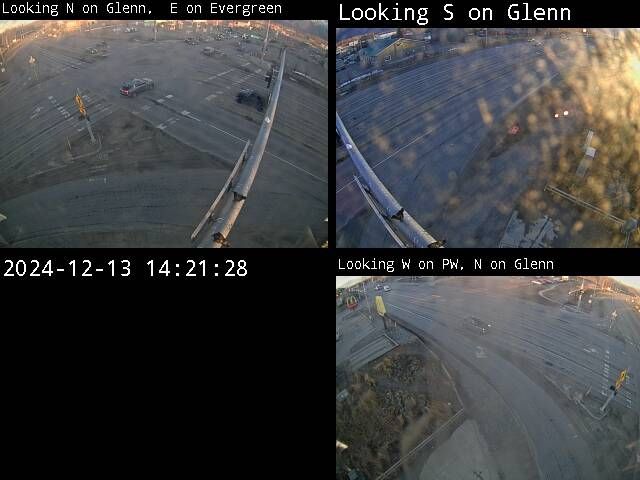 Looking N on Glenn,  E on Evergreen
Looking S on Glenn
2024-12-13 14:21:28
Looking W on PW, N on Glenn